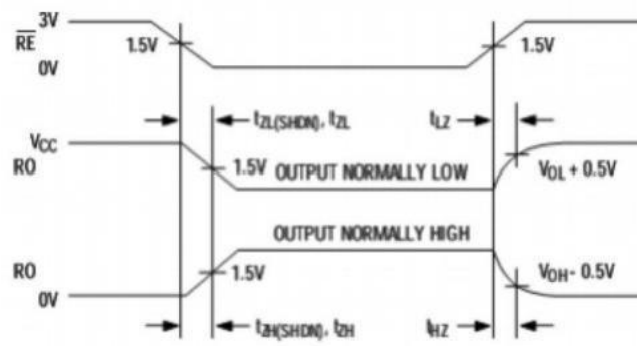 3V
RE
1.5V
1.5V
0V
tZL(SHDN), tZL
tLZ
VCC
RO
1.5V
OUTPUT NORMALLY LOW
VOL + 0.5V
OUTPUT NORMALLY HIGH
RO
1.5V
VOH - 0.5V
0V
tZH(SHDN), tZH
tHZ